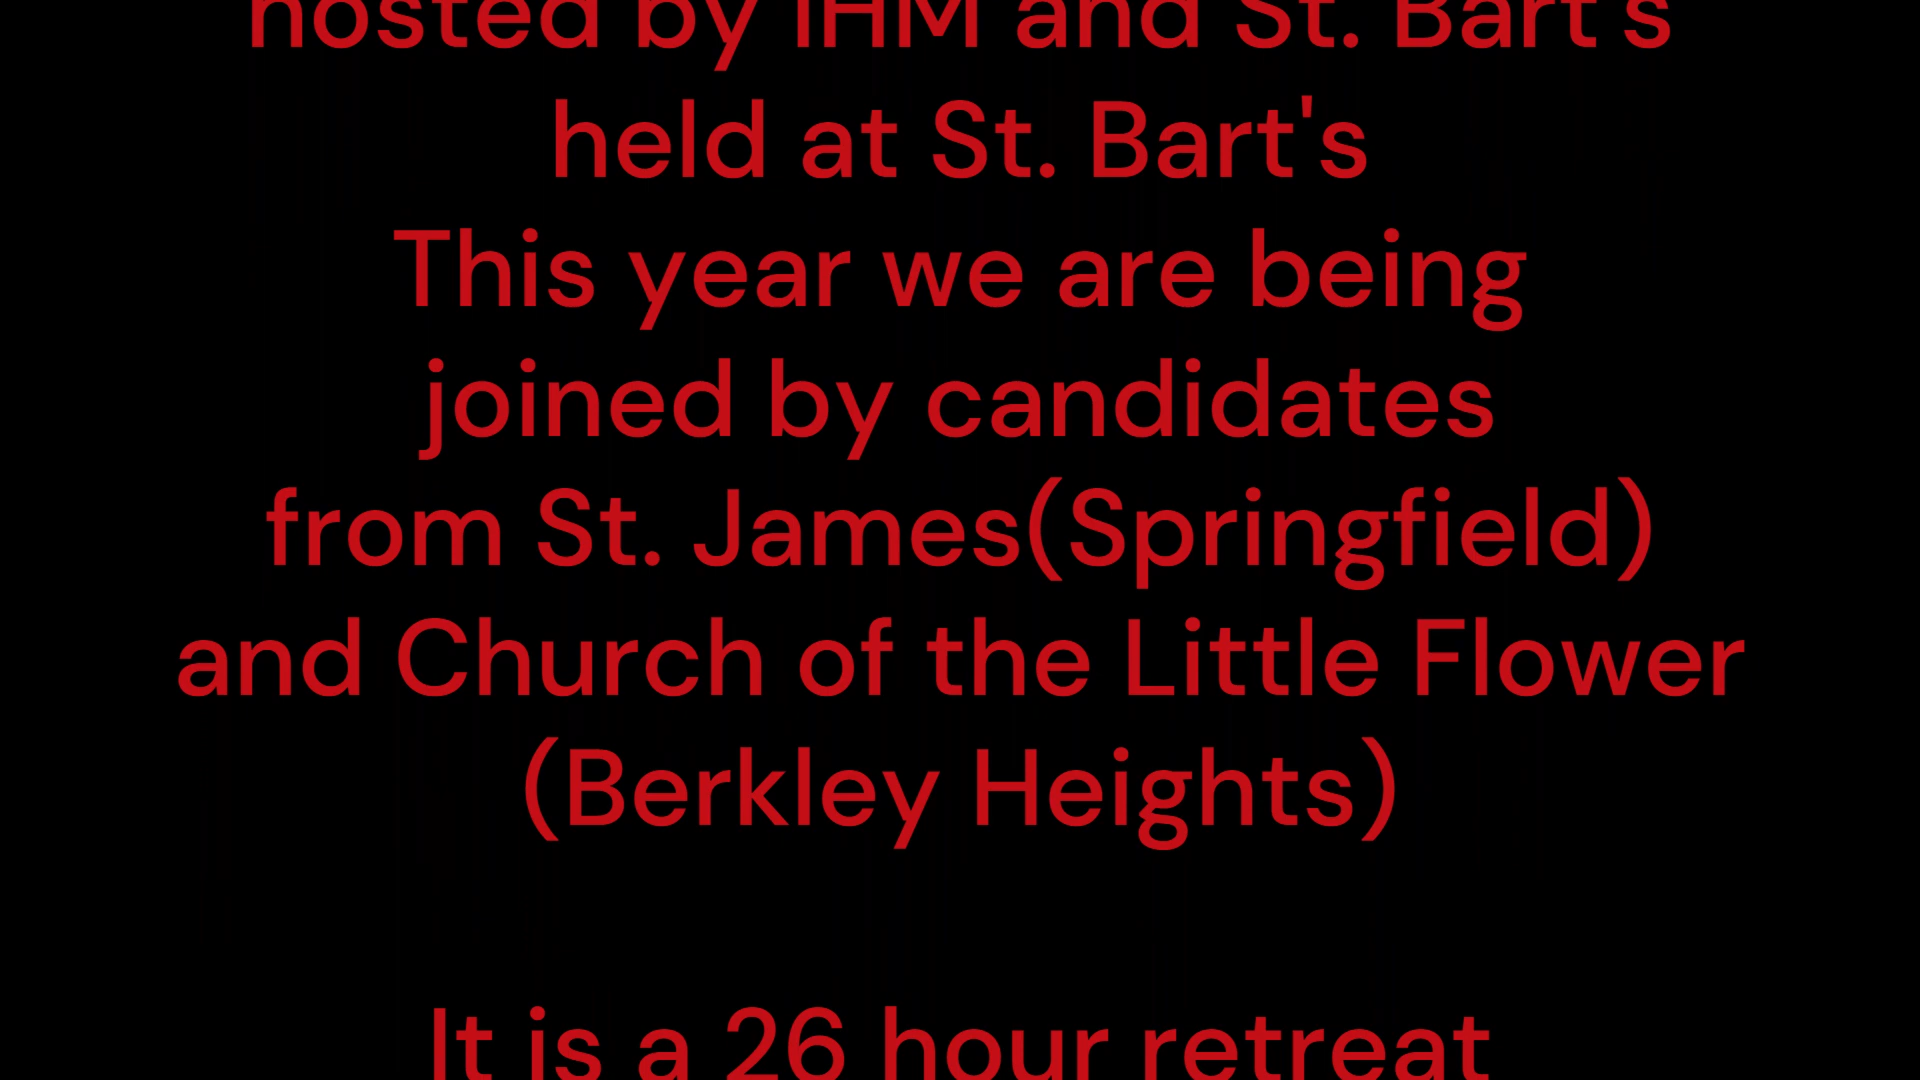 hosted by IHM and St. Bart's
held at St. Bart's
This year we are being
joined by candidates
from St. James(Springfield)
and Church of the Little Flower
(Berkley Heights)
It is a 26 hour retreat